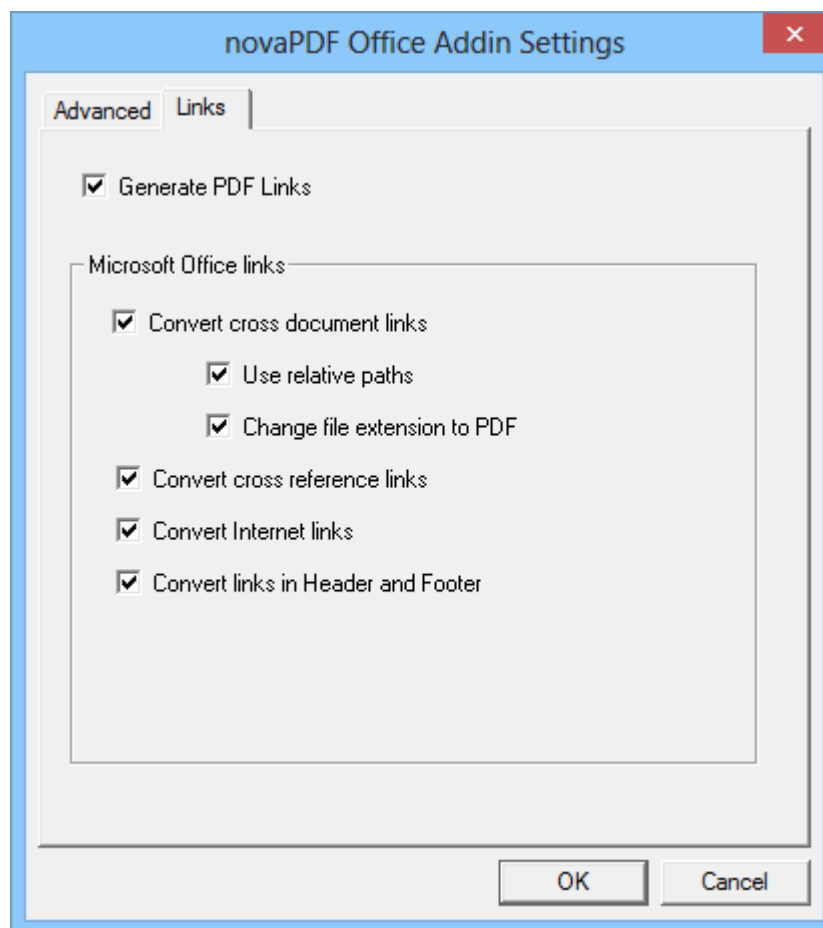 novaPDF Office Addin Settings
Advanced Links
Generate PDF Links
Microsoft Office links
Convert cross document links
Use relative paths
Change file extension to PDF
Convert cross reference links
Convert Internet links
Convert links in Header and Footer
OK Cancel